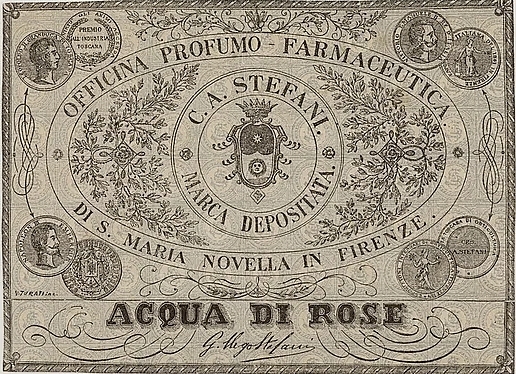 OFFICINA PROFUMO-FARMACEUTICA
DI S. MARIA NOVELLA IN FIRENZE.
C. A. STEFANI.
MARCA DEPOSITATA.
PREMIO
ALL'INDUSTRIA
TOSCANA
ACQUA DI ROSE